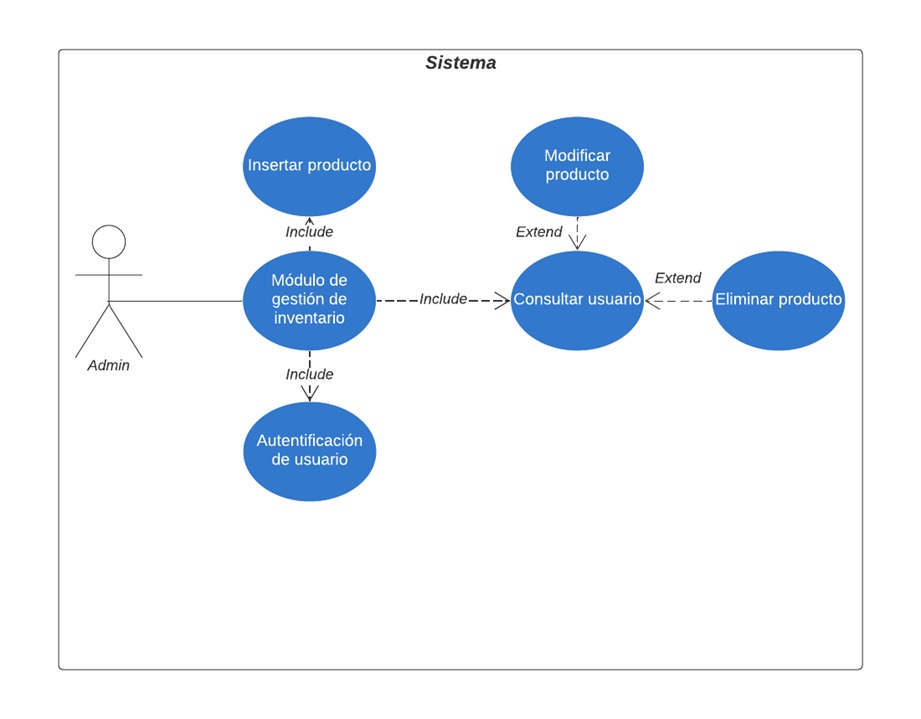 Sistema
Insertar producto
Modificar
producto
Include
Extend
Módulo de
gestión de
inventario
Include
Consultar usuario
Extend
Eliminar producto
Admin
Include
Autentificación
de usuario